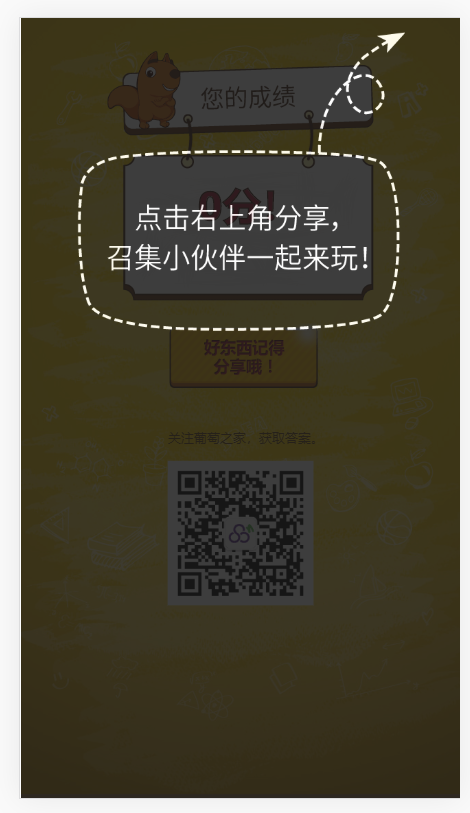 您的成绩
0分！
点击右上角分享，
召集小伙伴一起来玩！
好东西记得
分享哦！
关注葡萄之家，获取答案。